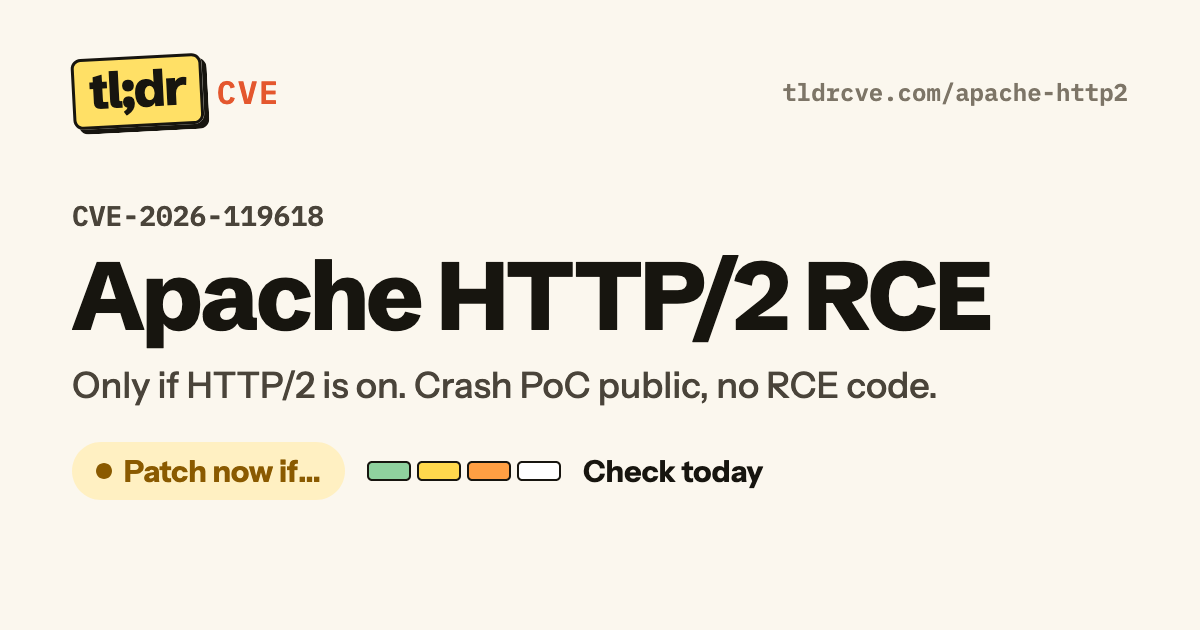 tl;dr CVE
tldrcve.com/apache-http2
CVE-2026-119618
Apache HTTP/2 RCE
Only if HTTP/2 is on. Crash PoC public, no RCE code.
Patch now if...
Check today